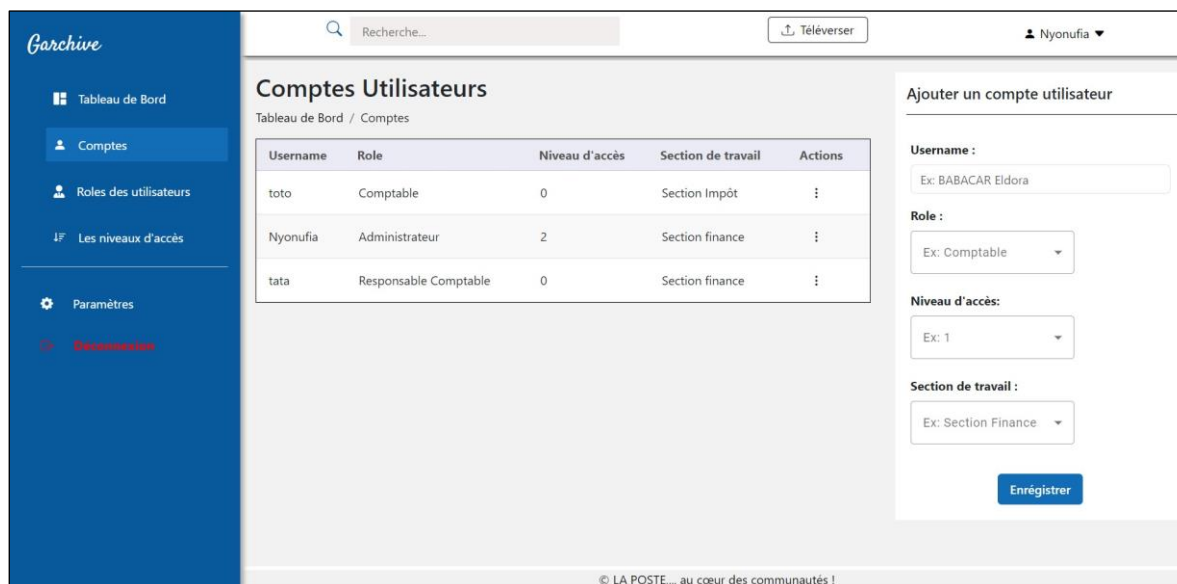 Garchive
Tableau de Bord
Comptes
Roles des utilisateurs
Les niveaux d'accès
Paramètres
Déconnexion
Recherche...
Téléverser
Nyonufia
Comptes Utilisateurs
Tableau de Bord / Comptes
Username Role Niveau d'accès Section de travail Actions
toto Comptable 0 Section Impôt
Nyonufia Administrateur 2 Section finance
tata Responsable Comptable 0 Section finance
Ajouter un compte utilisateur
Username :
Ex: BABACAR Eldora
Role :
Ex: Comptable
Niveau d'accès:
Ex: 1
Section de travail :
Ex: Section Finance
Enrégistrer
© LA POSTE.... au cœur des communautés !